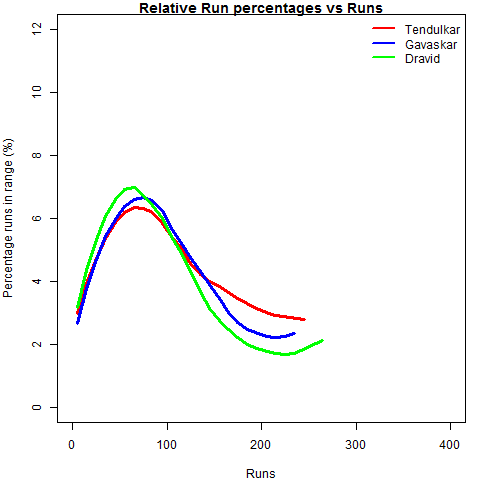 Relative Run percentages vs Runs
Tendulkar
Gavaskar
Dravid
Percentage runs in range (%)
12
10
8
6
4
2
0
0 100 200 300 400
Runs